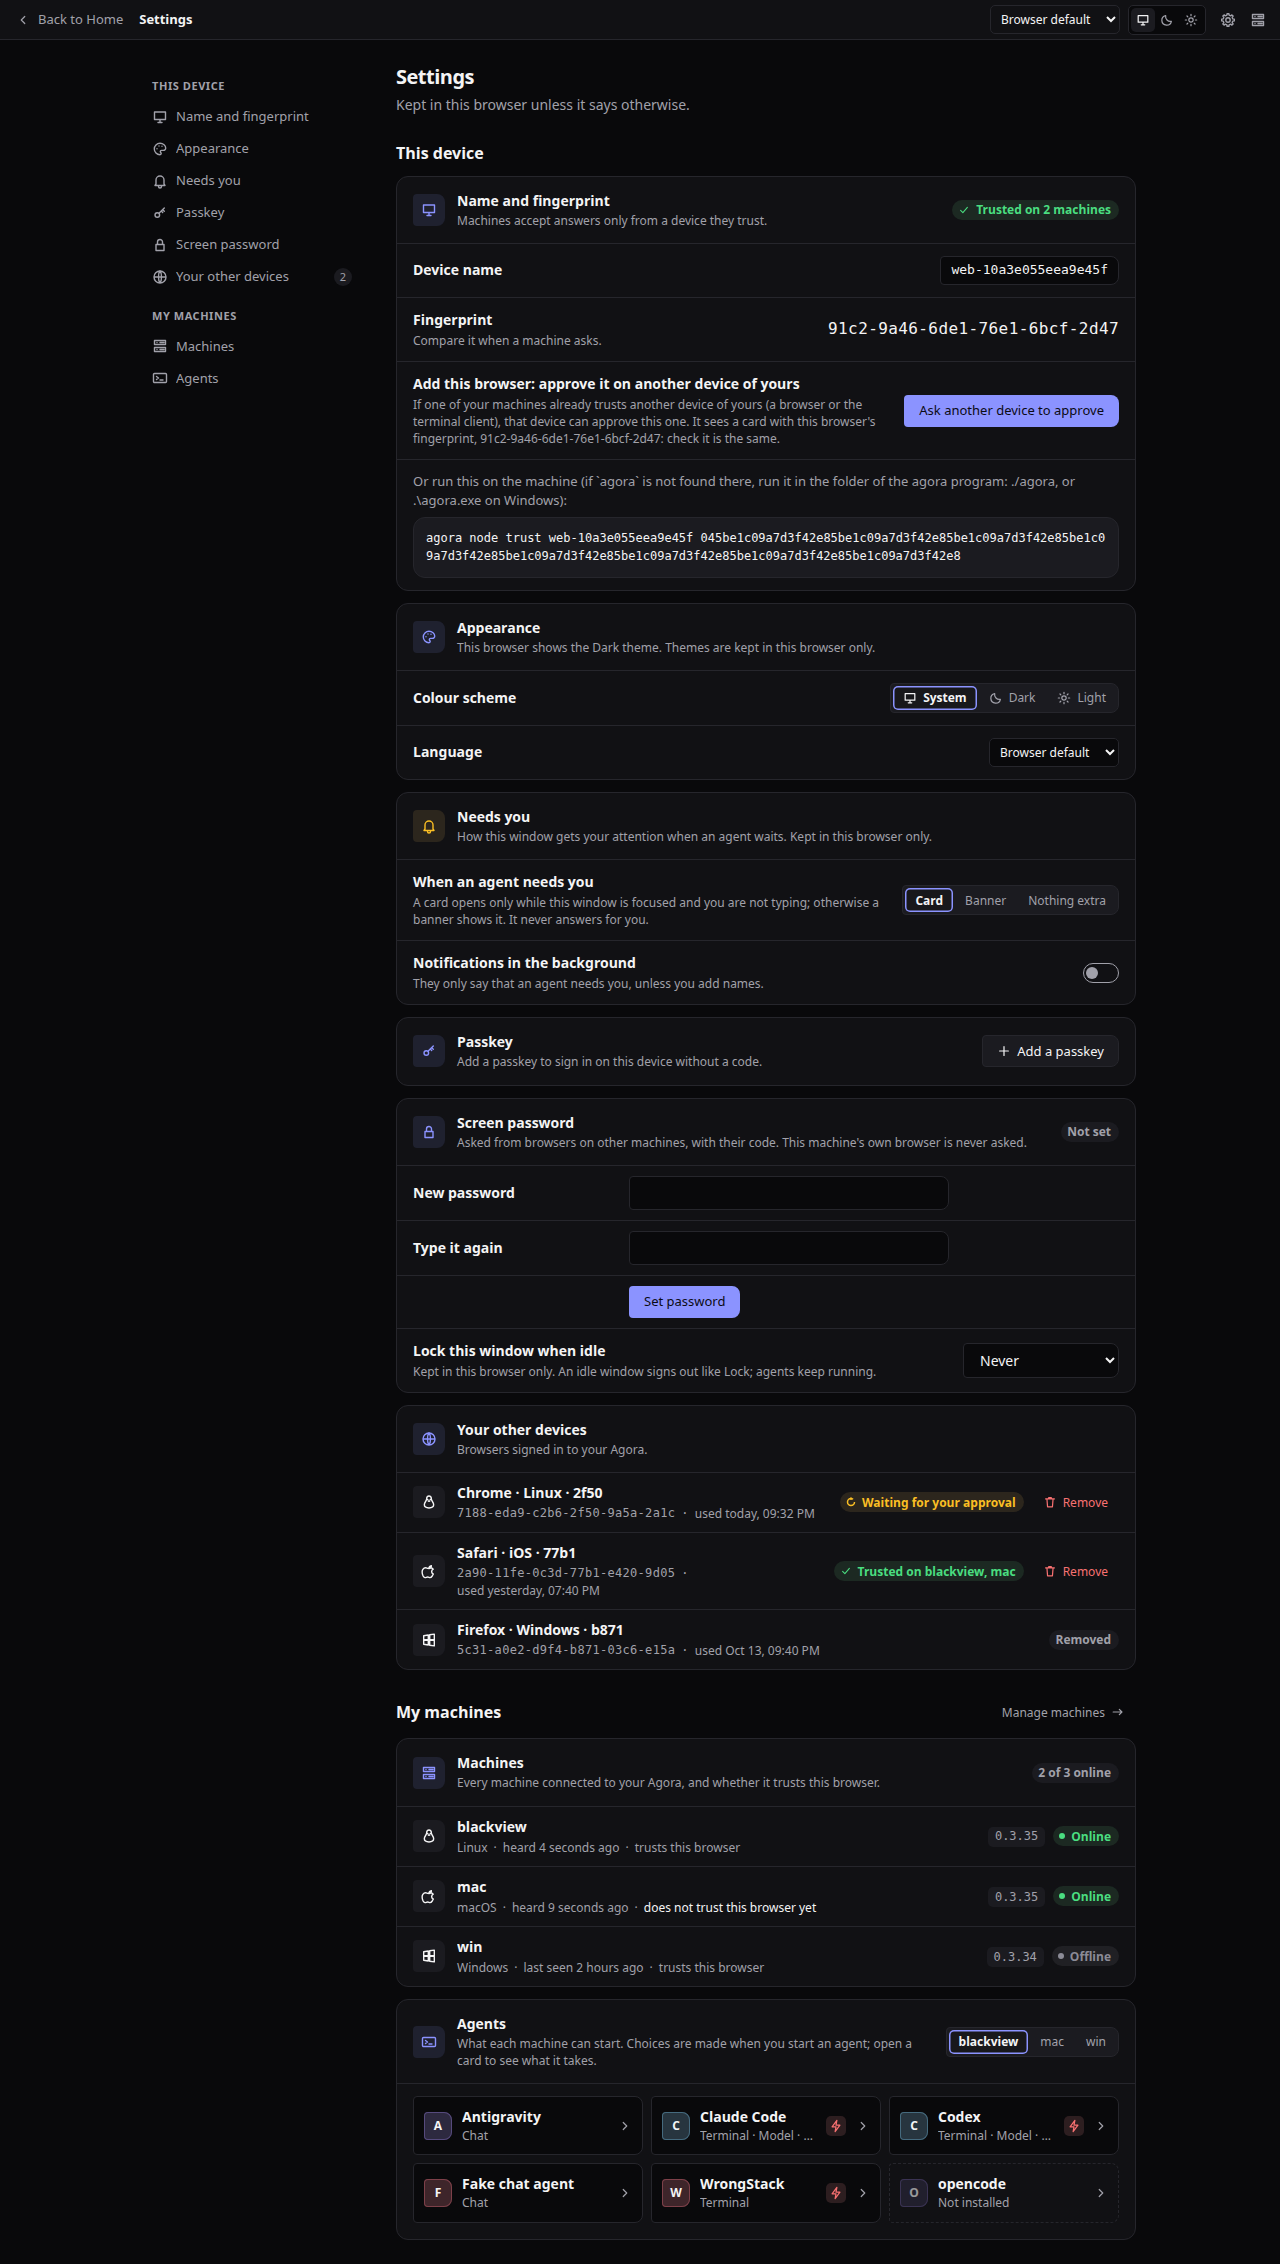 Back to Home
Settings
Browser default
THIS DEVICE
Name and fingerprint
Appearance
Needs you
Passkey
Screen password
Your other devices
2
MY MACHINES
Machines
Agents
Settings
Kept in this browser unless it says otherwise.
This device
Name and fingerprint
Machines accept answers only from a device they trust.
Trusted on 2 machines
Device name
web-10a3e055eea9e45f
Fingerprint
Compare it when a machine asks.
91c2-9a46-6de1-76e1-6bcf-2d47
Add this browser: approve it on another device of yours
If one of your machines already trusts another device of yours (a browser or the
terminal client), that device can approve this one. It sees a card with this browser's
fingerprint, 91c2-9a46-6de1-76e1-6bcf-2d47: check it is the same.
Ask another device to approve
Or run this on the machine (if `agora` is not found there, run it in the folder of the agora program: ./agora, or
.\agora.exe on Windows):
agora node trust web-10a3e055eea9e45f 045be1c09a7d3f42e85be1c09a7d3f42e85be1c09a7d3f42e85be1c0
9a7d3f42e85be1c09a7d3f42e85be1c09a7d3f42e85be1c09a7d3f42e85be1c09a7d3f42e8
Appearance
This browser shows the Dark theme. Themes are kept in this browser only.
Colour scheme
System
Dark
Light
Language
Browser default
Needs you
How this window gets your attention when an agent waits. Kept in this browser only.
When an agent needs you
A card opens only while this window is focused and you are not typing; otherwise a
banner shows it. It never answers for you.
Card
Banner
Nothing extra
Notifications in the background
They only say that an agent needs you, unless you add names.
Passkey
Add a passkey to sign in on this device without a code.
Add a passkey
Screen password
Asked from browsers on other machines, with their code. This machine's own browser is never asked.
Not set
New password
Type it again
Set password
Lock this window when idle
Kept in this browser only. An idle window signs out like Lock; agents keep running.
Never
Your other devices
Browsers signed in to your Agora.
Chrome · Linux · 2f50
7188-eda9-c2b6-2f50-9a5a-2a1c · used today, 09:32 PM
Waiting for your approval
Remove
Safari · iOS · 77b1
2a90-11fe-0c3d-77b1-e420-9d05 ·
used yesterday, 07:40 PM
Trusted on blackview, mac
Remove
Firefox · Windows · b871
5c31-a0e2-d9f4-b871-03c6-e15a · used Oct 13, 09:40 PM
Removed
My machines
Manage machines
Machines
Every machine connected to your Agora, and whether it trusts this browser.
2 of 3 online
blackview
Linux · heard 4 seconds ago · trusts this browser
0.3.35
Online
mac
macOS · heard 9 seconds ago · does not trust this browser yet
0.3.35
Online
win
Windows · last seen 2 hours ago · trusts this browser
0.3.34
Offline
Agents
What each machine can start. Choices are made when you start an agent; open a
card to see what it takes.
blackview
mac
win
A
Antigravity
Chat
C
Claude Code
Terminal · Model · ...
C
Codex
Terminal · Model · ...
F
Fake chat agent
Chat
W
WrongStack
Terminal
O
opencode
Not installed